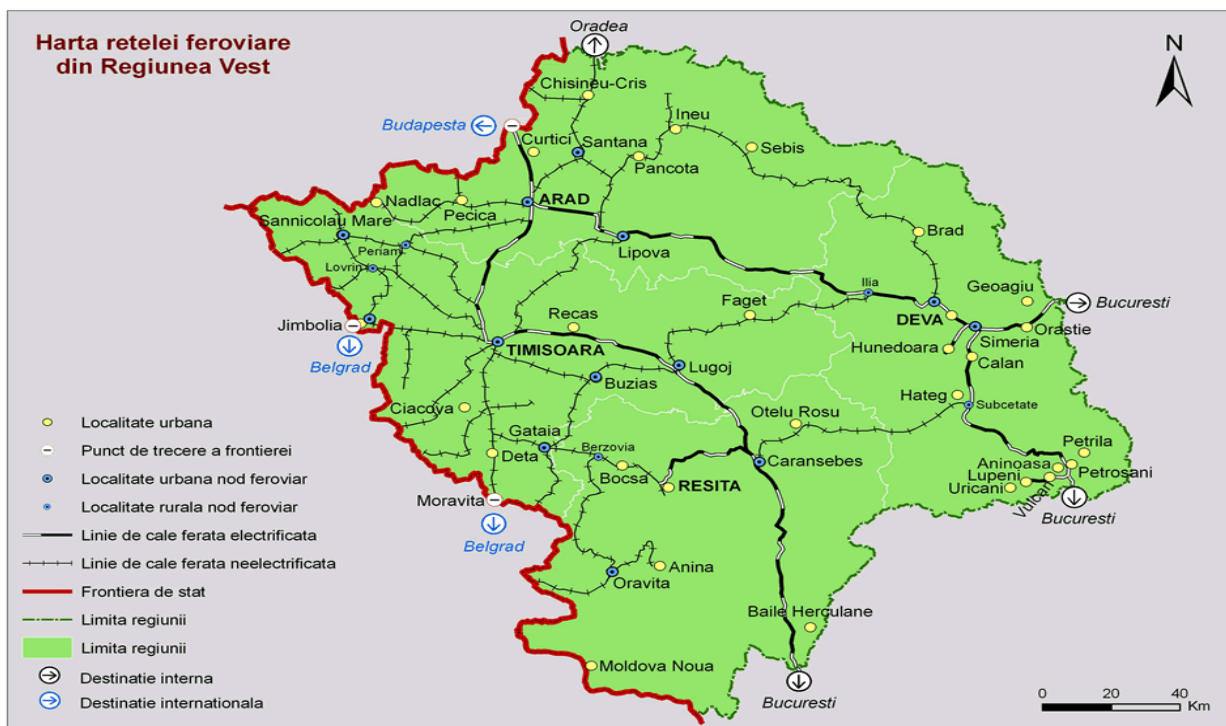 Harta retelei feroviare
din Regiunea Vest
Oradea
N
Chisineu-Cris
Budapesta
Ineu
Curtici
Santana
Sebis
Pancota
Nadlac
Pecica
ARAD
Sannicolau Mare
Periam
Lipova
Brad
Lovrin
Ilia
Geoagiu
Faget
Bucuresti
Recas
Jimbolia
DEVA
Orastie
TIMISOARA
Hunedoara
Simeria
Calan
Belgrad
Lugoj
Buzias
Hateg
Subcetate
Ciacova
Otelu Rosu
Gataia
Berzovia
Petrila
Deta
Caransebes
Aninoasa
Bocsa
Lupeni
Petrosani
RESITA
Uricani
Vulcan
Moravita
Bucuresti
Belgrad
Anina
Oravita
Baile Herculane
Moldova Noua
Bucuresti
Localitate urbana
Punct de trecere a frontierei
Localitate urbana nod feroviar
Localitate rurala nod feroviar
Linie de cale ferata electrificata
Linie de cale ferata neelectrificata
Frontiera de stat
Limita regiunii
Limita regiunii
Destinatie interna
Destinatie internationala
0 20 40
Km